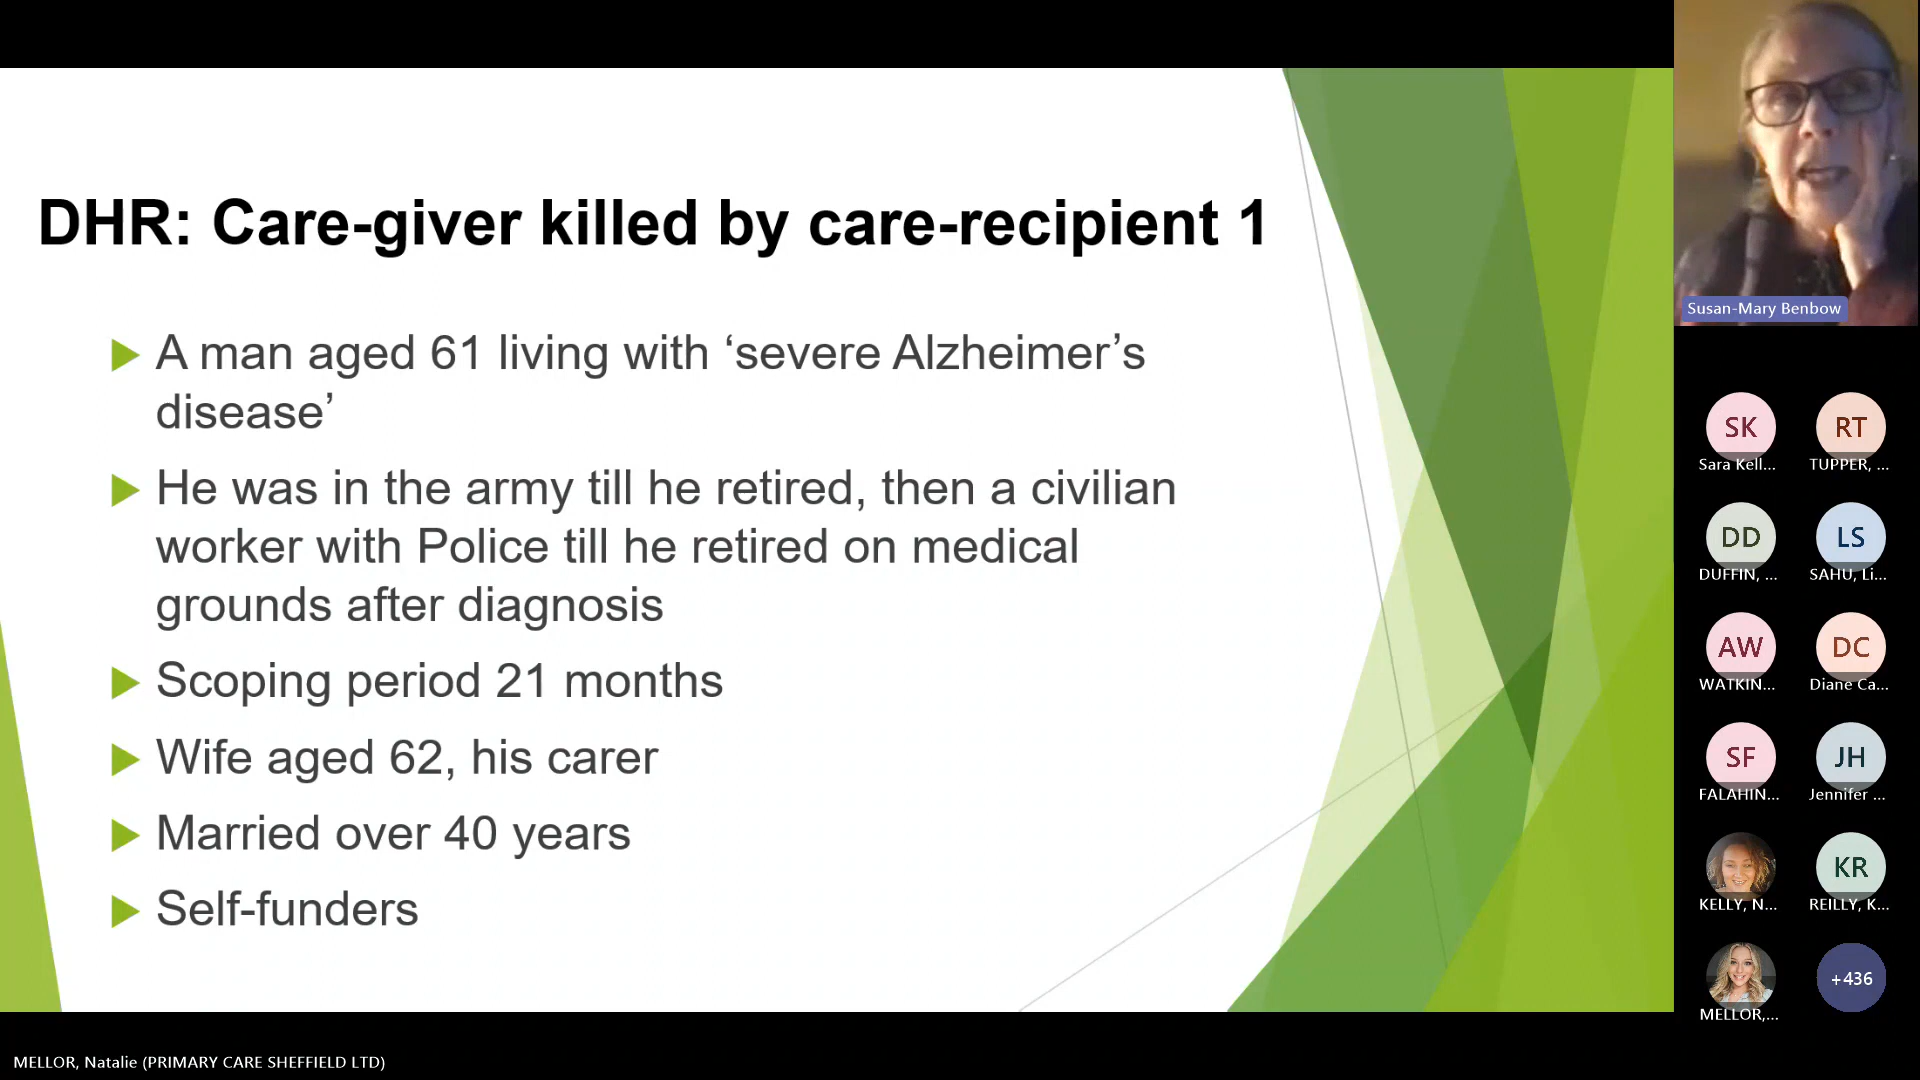 DHR: Care-giver killed by care-recipient 1
A man aged 61 living with ‘severe Alzheimer’s
disease’
He was in the army till he retired, then a civilian
worker with Police till he retired on medical
grounds after diagnosis
Scoping period 21 months
Wife aged 62, his carer
Married over 40 years
Self-funders
Susan-Mary Benbow
SK
Sara Kell...
RT
TUPPER, ...
DD
DUFFIN, ...
LS
SAHU, Li...
AW
WATKIN...
DC
Diane Ca...
SF
FALAHIN...
JH
Jennifer ...
KELLY, N...
KR
REILLY, K...
MELLOR,...
+436
MELLOR, Natalie (PRIMARY CARE SHEFFIELD LTD)